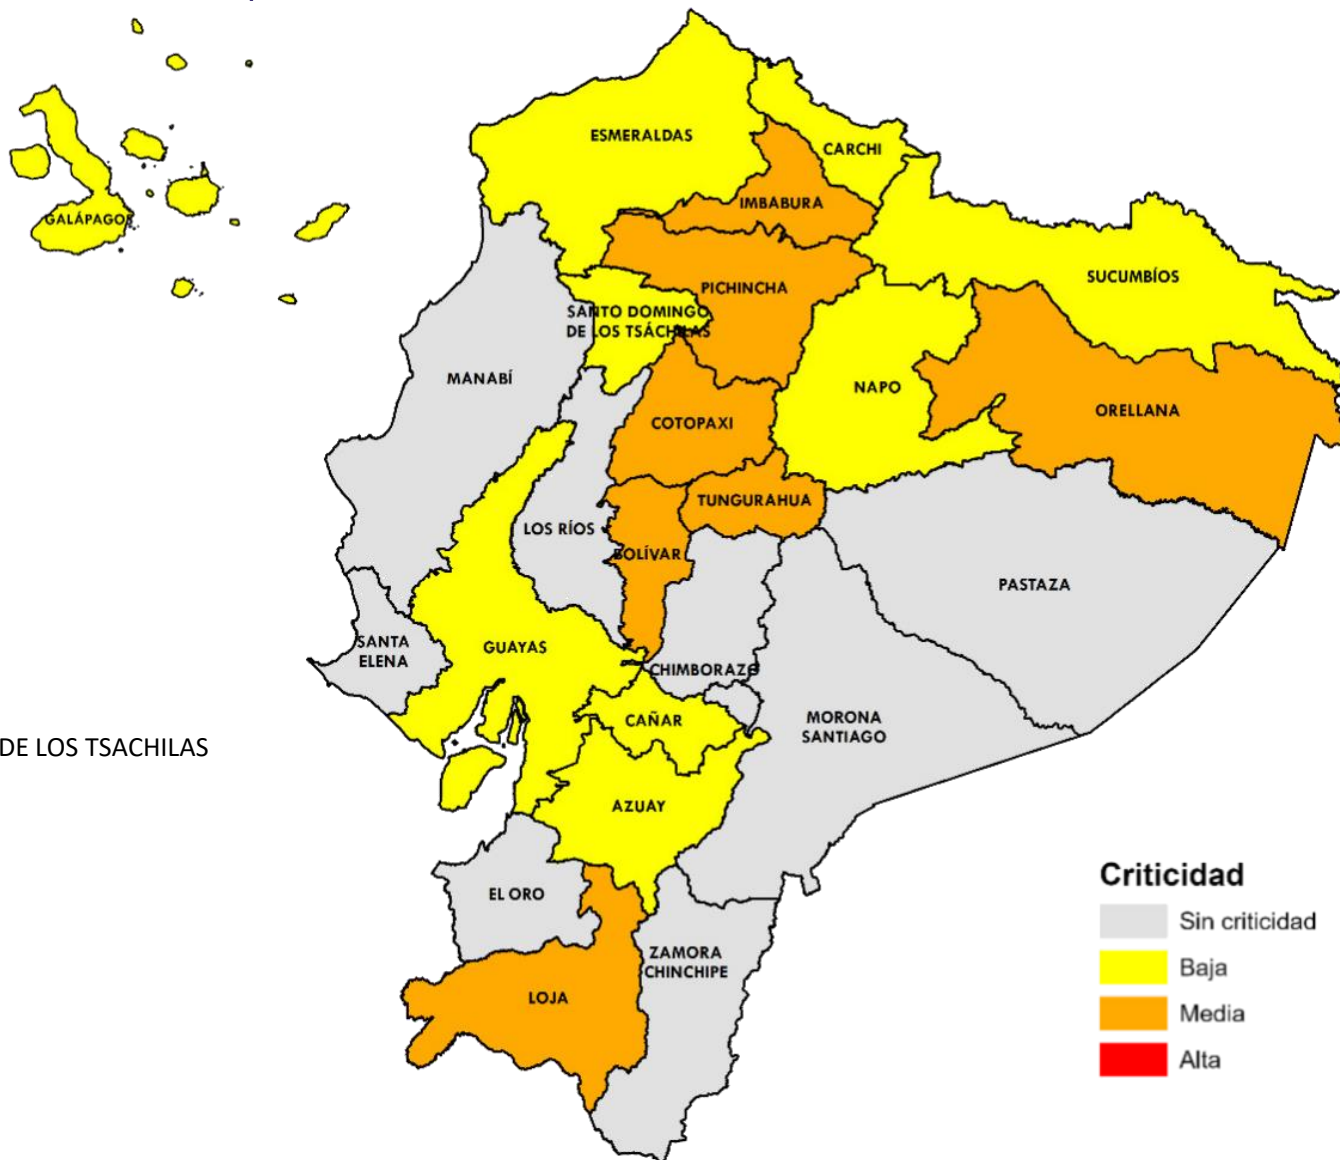 ESMERALDAS
CARCHI
IMBABURA
GALÁPAGOS
SUCUMBÍOS
PICHINCHA
SANTO DOMINGO
DE LOS TSÁCHILAS
MANABÍ
NAPO
ORELLANA
COTOPAXI
TUNGURAHUA
LOS RÍOS
BOLÍVAR
PASTAZA
SANTA
ELENA
GUAYAS
CHIMBORAZO
CAÑAR
MORONA
SANTIAGO
DE LOS TSACHILAS
AZUAY
EL ORO
ZAMORA
CHINCHIPE
LOJA
Criticidad
Sin criticidad
Baja
Media
Alta